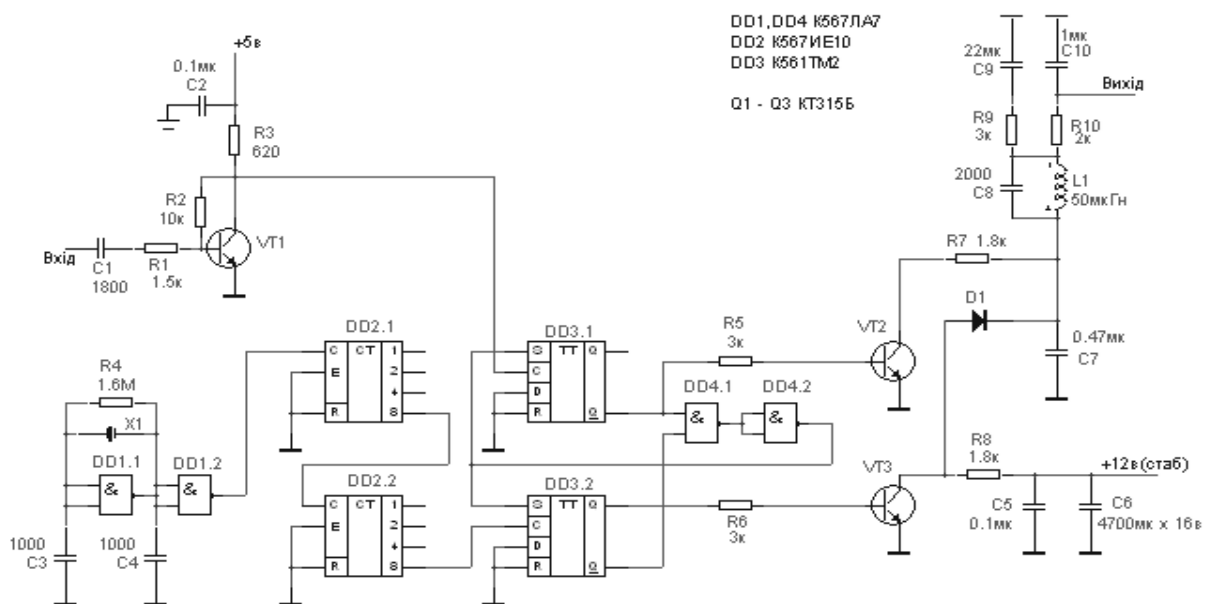 DD1,DD4 К567ЛА7
DD2 К567ИЕ10
DD3 К561ТМ2
Q1 - Q3 КТ315Б
+5в
0.1мк
C2
R3
620
R2
10к
VT1
Вхід
C1
1800
R1
1.5к
22мк
C9
1мк
C10
Вихід
R9
3к
R10
2к
2000
C8
L1
50мкГн
R7 1.8к
D1
0.47мк
C7
VT2
R5
3к
DD2.1
C CT 1
E 2
4
R 8
DD3.1
S TT Q
C
D
R Q
DD4.1
&
DD4.2
&
R4
1.6М
X1
DD1.1
&
DD1.2
&
1000
C3
1000
C4
DD2.2
C CT 1
E 2
4
R 8
DD3.2
S TT Q
C
D
R Q
R6
3к
VT3
R8
1.8к
+12в(стаб)
C5
0.1мк
C6
4700мк x 16в